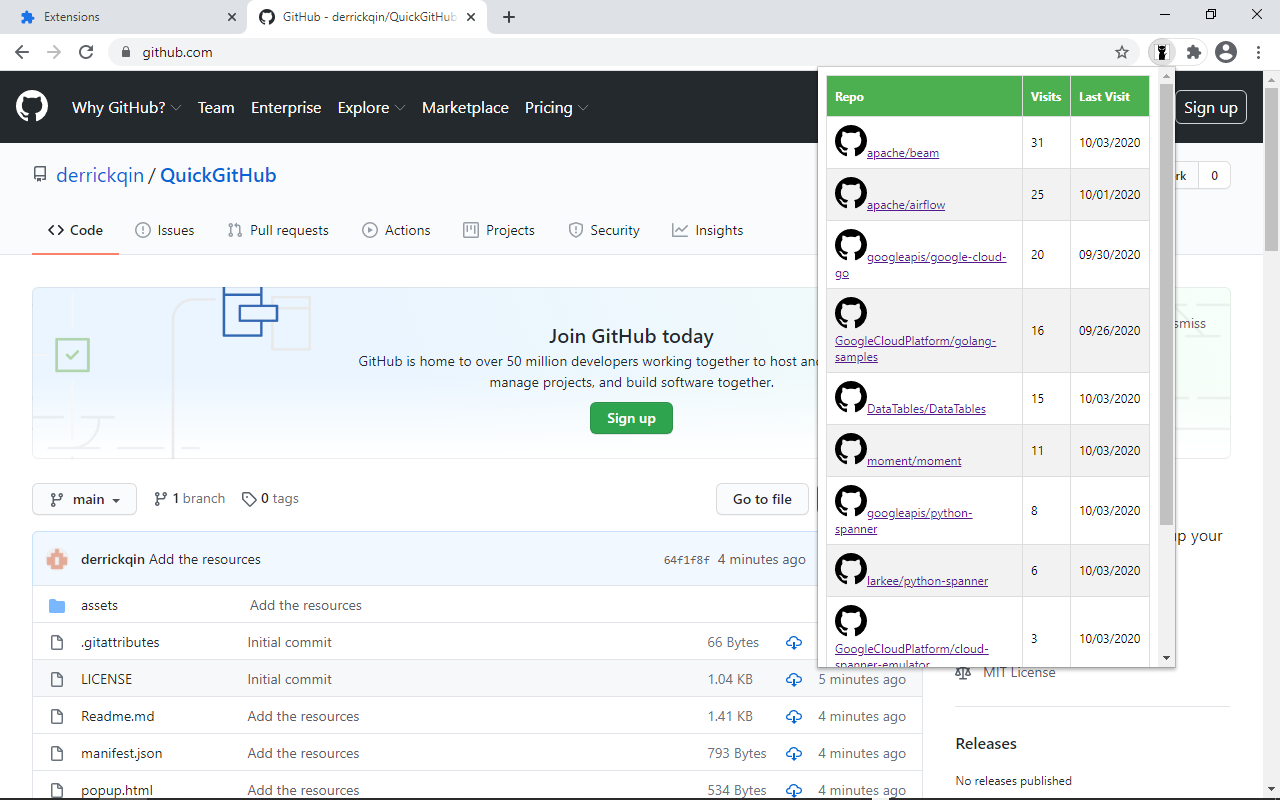 Extensions
GitHub - derrickqin/QuickGitHub
github.com
Why GitHub? Team Enterprise Explore Marketplace Pricing
Sign up
derrickqin / QuickGitHub
rk 0
Code Issues Pull requests Actions Projects Security Insights
Join GitHub today
GitHub is home to over 50 million developers working together to host and
manage projects, and build software together.
Sign up
smiss
main 1 branch 0 tags
Go to file
up your
derrickqin Add the resources 64f1f8f 4 minutes ago
assets Add the resources
.gitattributes Initial commit 66 Bytes
LICENSE Initial commit 1.04 KB 5 minutes ago
Readme.md Add the resources 1.41 KB 4 minutes ago
manifest.json Add the resources 793 Bytes 4 minutes ago
popup.html Add the resources 534 Bytes 4 minutes ago
MIT License
Releases
No releases published
Repo Visits Last Visit
apache/beam 31 10/03/2020
apache/airflow 25 10/01/2020
googleapis/google-cloud-
go 20 09/30/2020
GoogleCloudPlatform/golang-
samples 16 09/26/2020
DataTables/DataTables 15 10/03/2020
moment/moment 11 10/03/2020
googleapis/python-
spanner 8 10/03/2020
larkee/python-spanner 6 10/03/2020
GoogleCloudPlatform/cloud-
spanner-emulator 3 10/03/2020